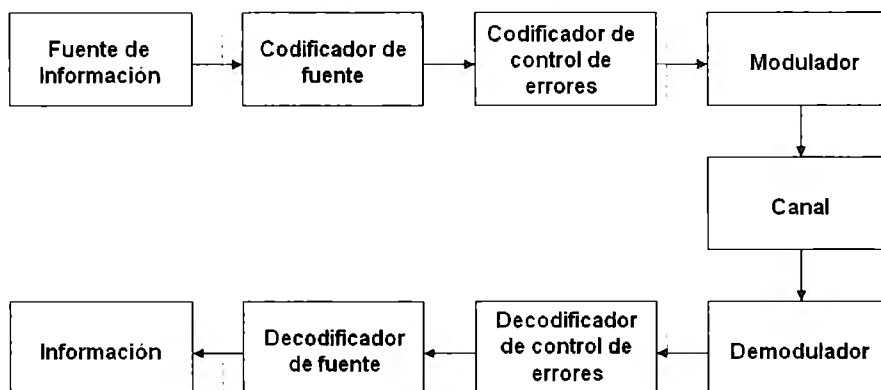 Fuente de
Información
Codificador de
fuente
Codificador de
control de
errores
Modulador
Canal
Demodulador
Decodificador
de control de
errores
Decodificador
de fuente
Información